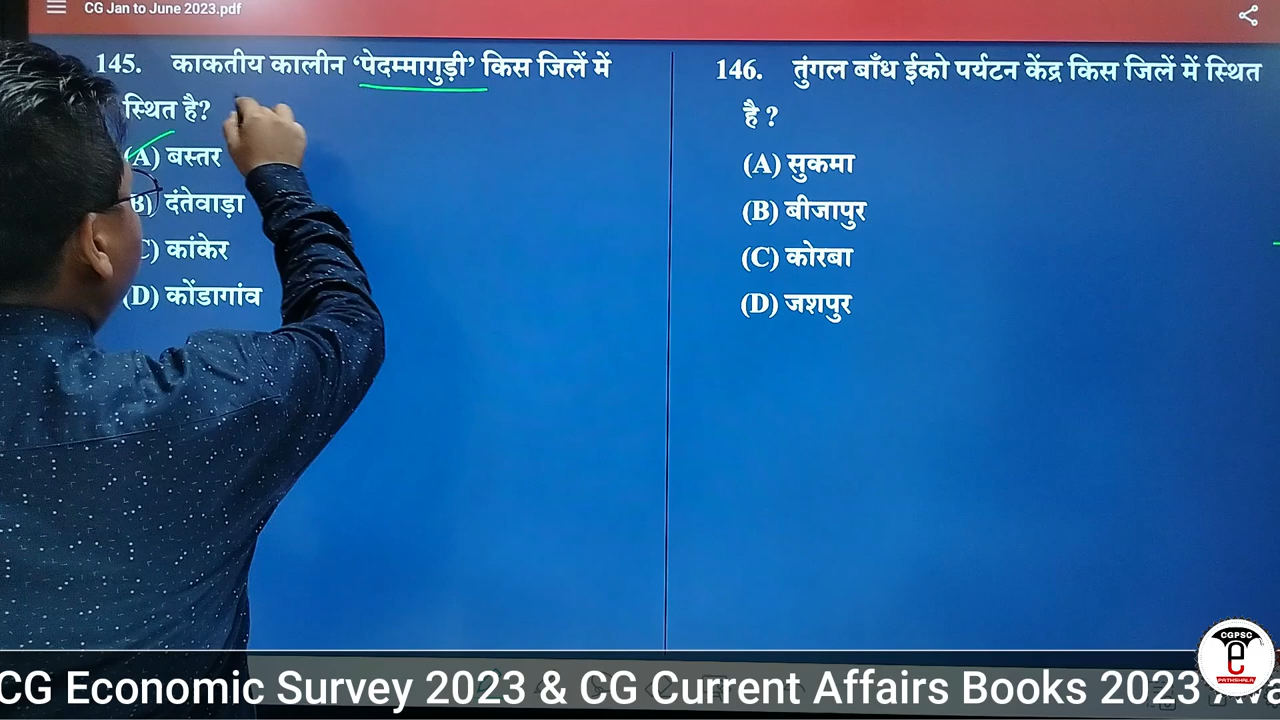 CG Jan to June 2023.pdf
145. काकतीय कालीन ‘पेदम्मागुड़ी’ किस जिलें में
स्थित है?
(A) बस्तर
B) दंतेवाड़ा
C) कांकेर
(D) कोंडागांव
146. तुंगल बाँध ईको पर्यटन केंद्र किस जिलें में स्थित
है ?
(A) सुकमा
(B) बीजापुर
(C) कोरबा
(D) जशपुर
CGPSC
e
PATHSHALA
CG Economic Survey 2023 & CG Current Affairs Books 2023